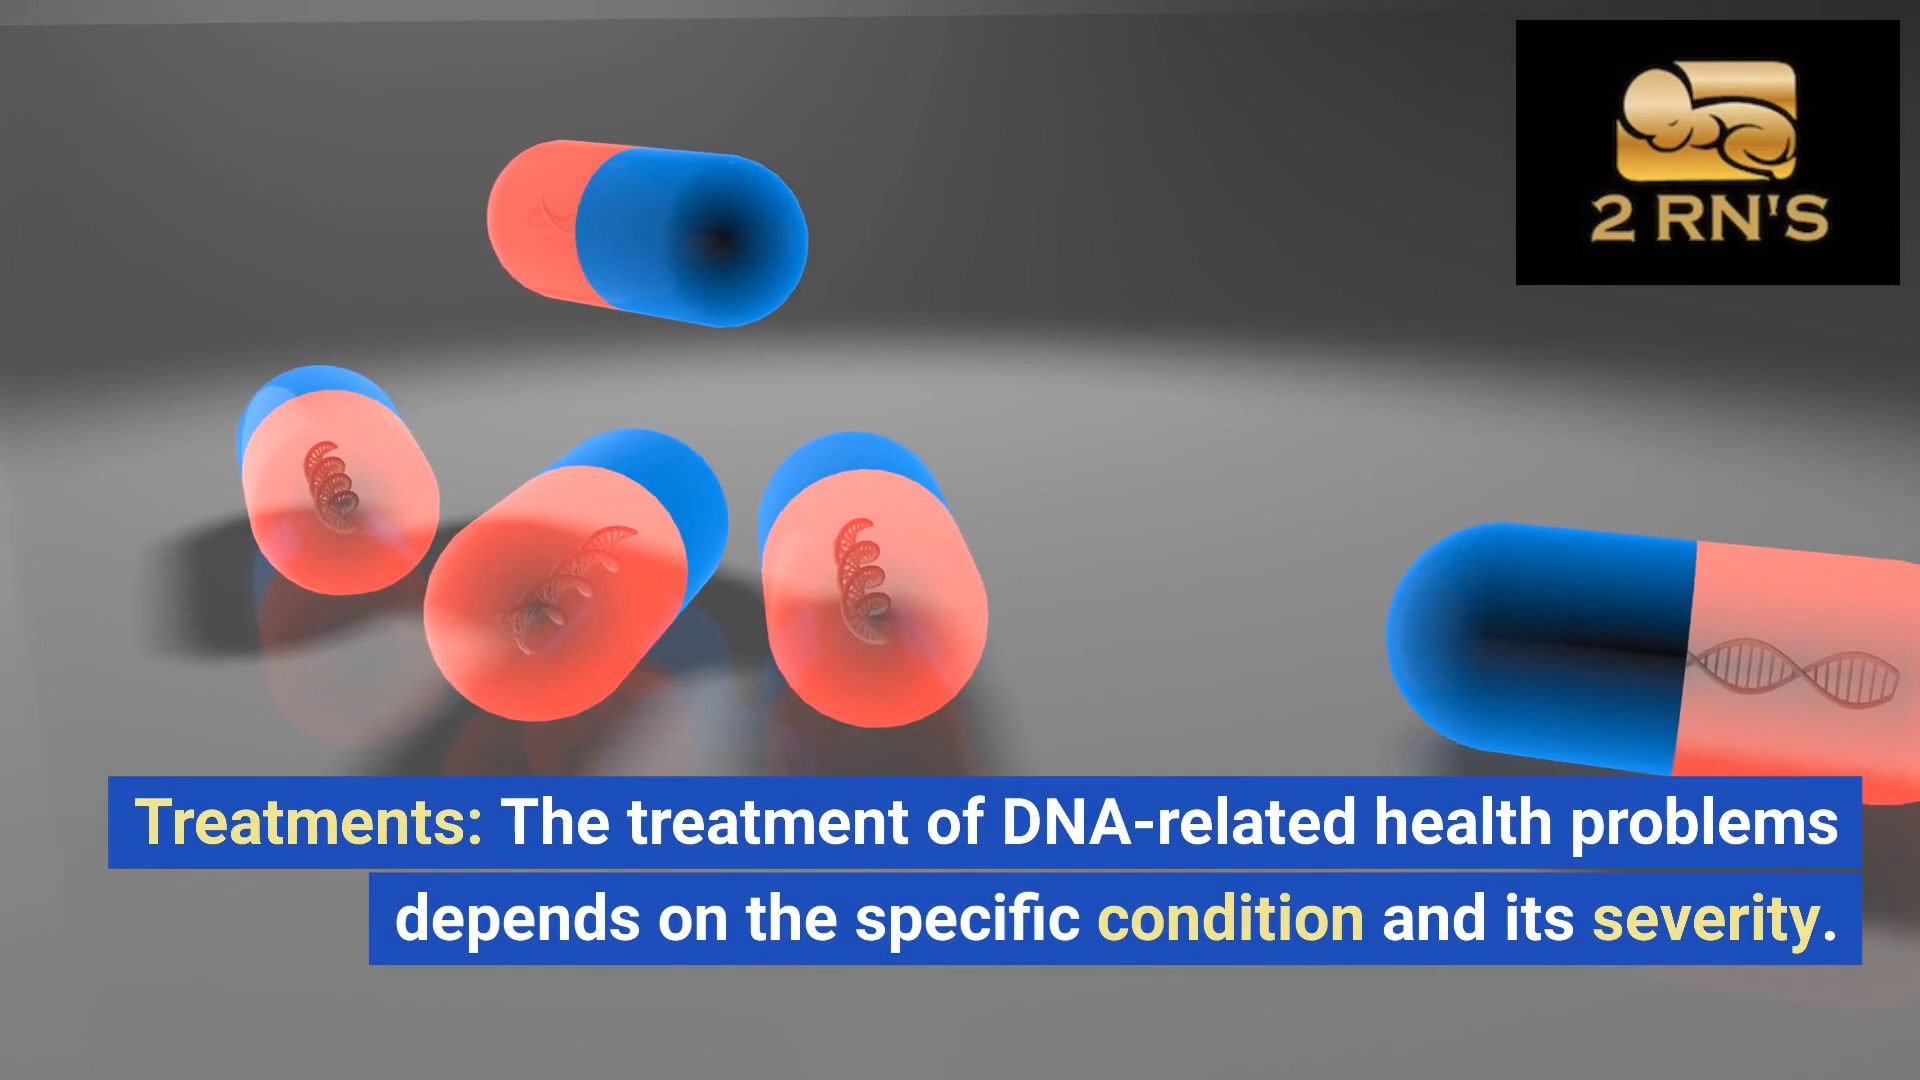 2 RN'S
Treatments: The treatment of DNA-related health problems
depends on the specific condition and its severity.